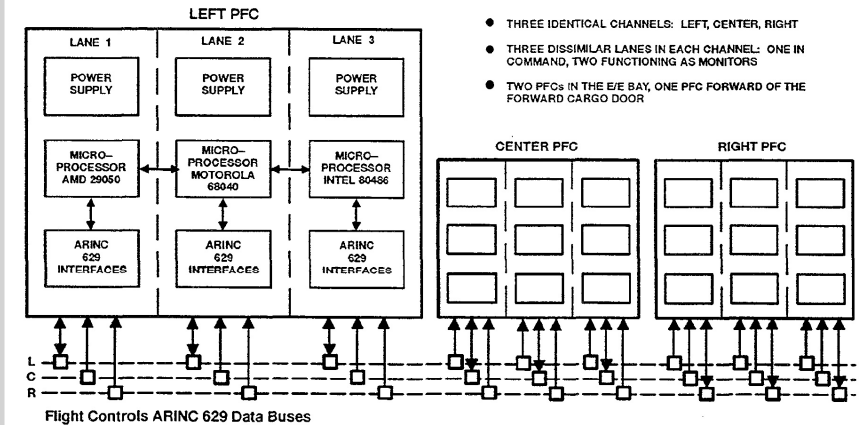 LEFT PFC
● THREE IDENTICAL CHANNELS: LEFT, CENTER, RIGHT
● THREE DISSIMILAR LANES IN EACH CHANNEL: ONE IN
COMMAND, TWO FUNCTIONING AS MONITORS
● TWO PFCs IN THE E/E BAY, ONE PFC FORWARD OF THE
FORWARD CARGO DOOR
LANE 1
LANE 2
LANE 3
POWER
SUPPLY
POWER
SUPPLY
POWER
SUPPLY
MICRO–
PROCESSOR
AMD 29050
MICRO–
PROCESSOR
MOTOROLA
68040
MICRO–
PROCESSOR
INTEL 80486
ARINC
629
INTERFACES
ARINC
629
INTERFACES
ARINC
629
INTERFACES
CENTER PFC
RIGHT PFC
L
C
R
Flight Controls ARINC 629 Data Buses